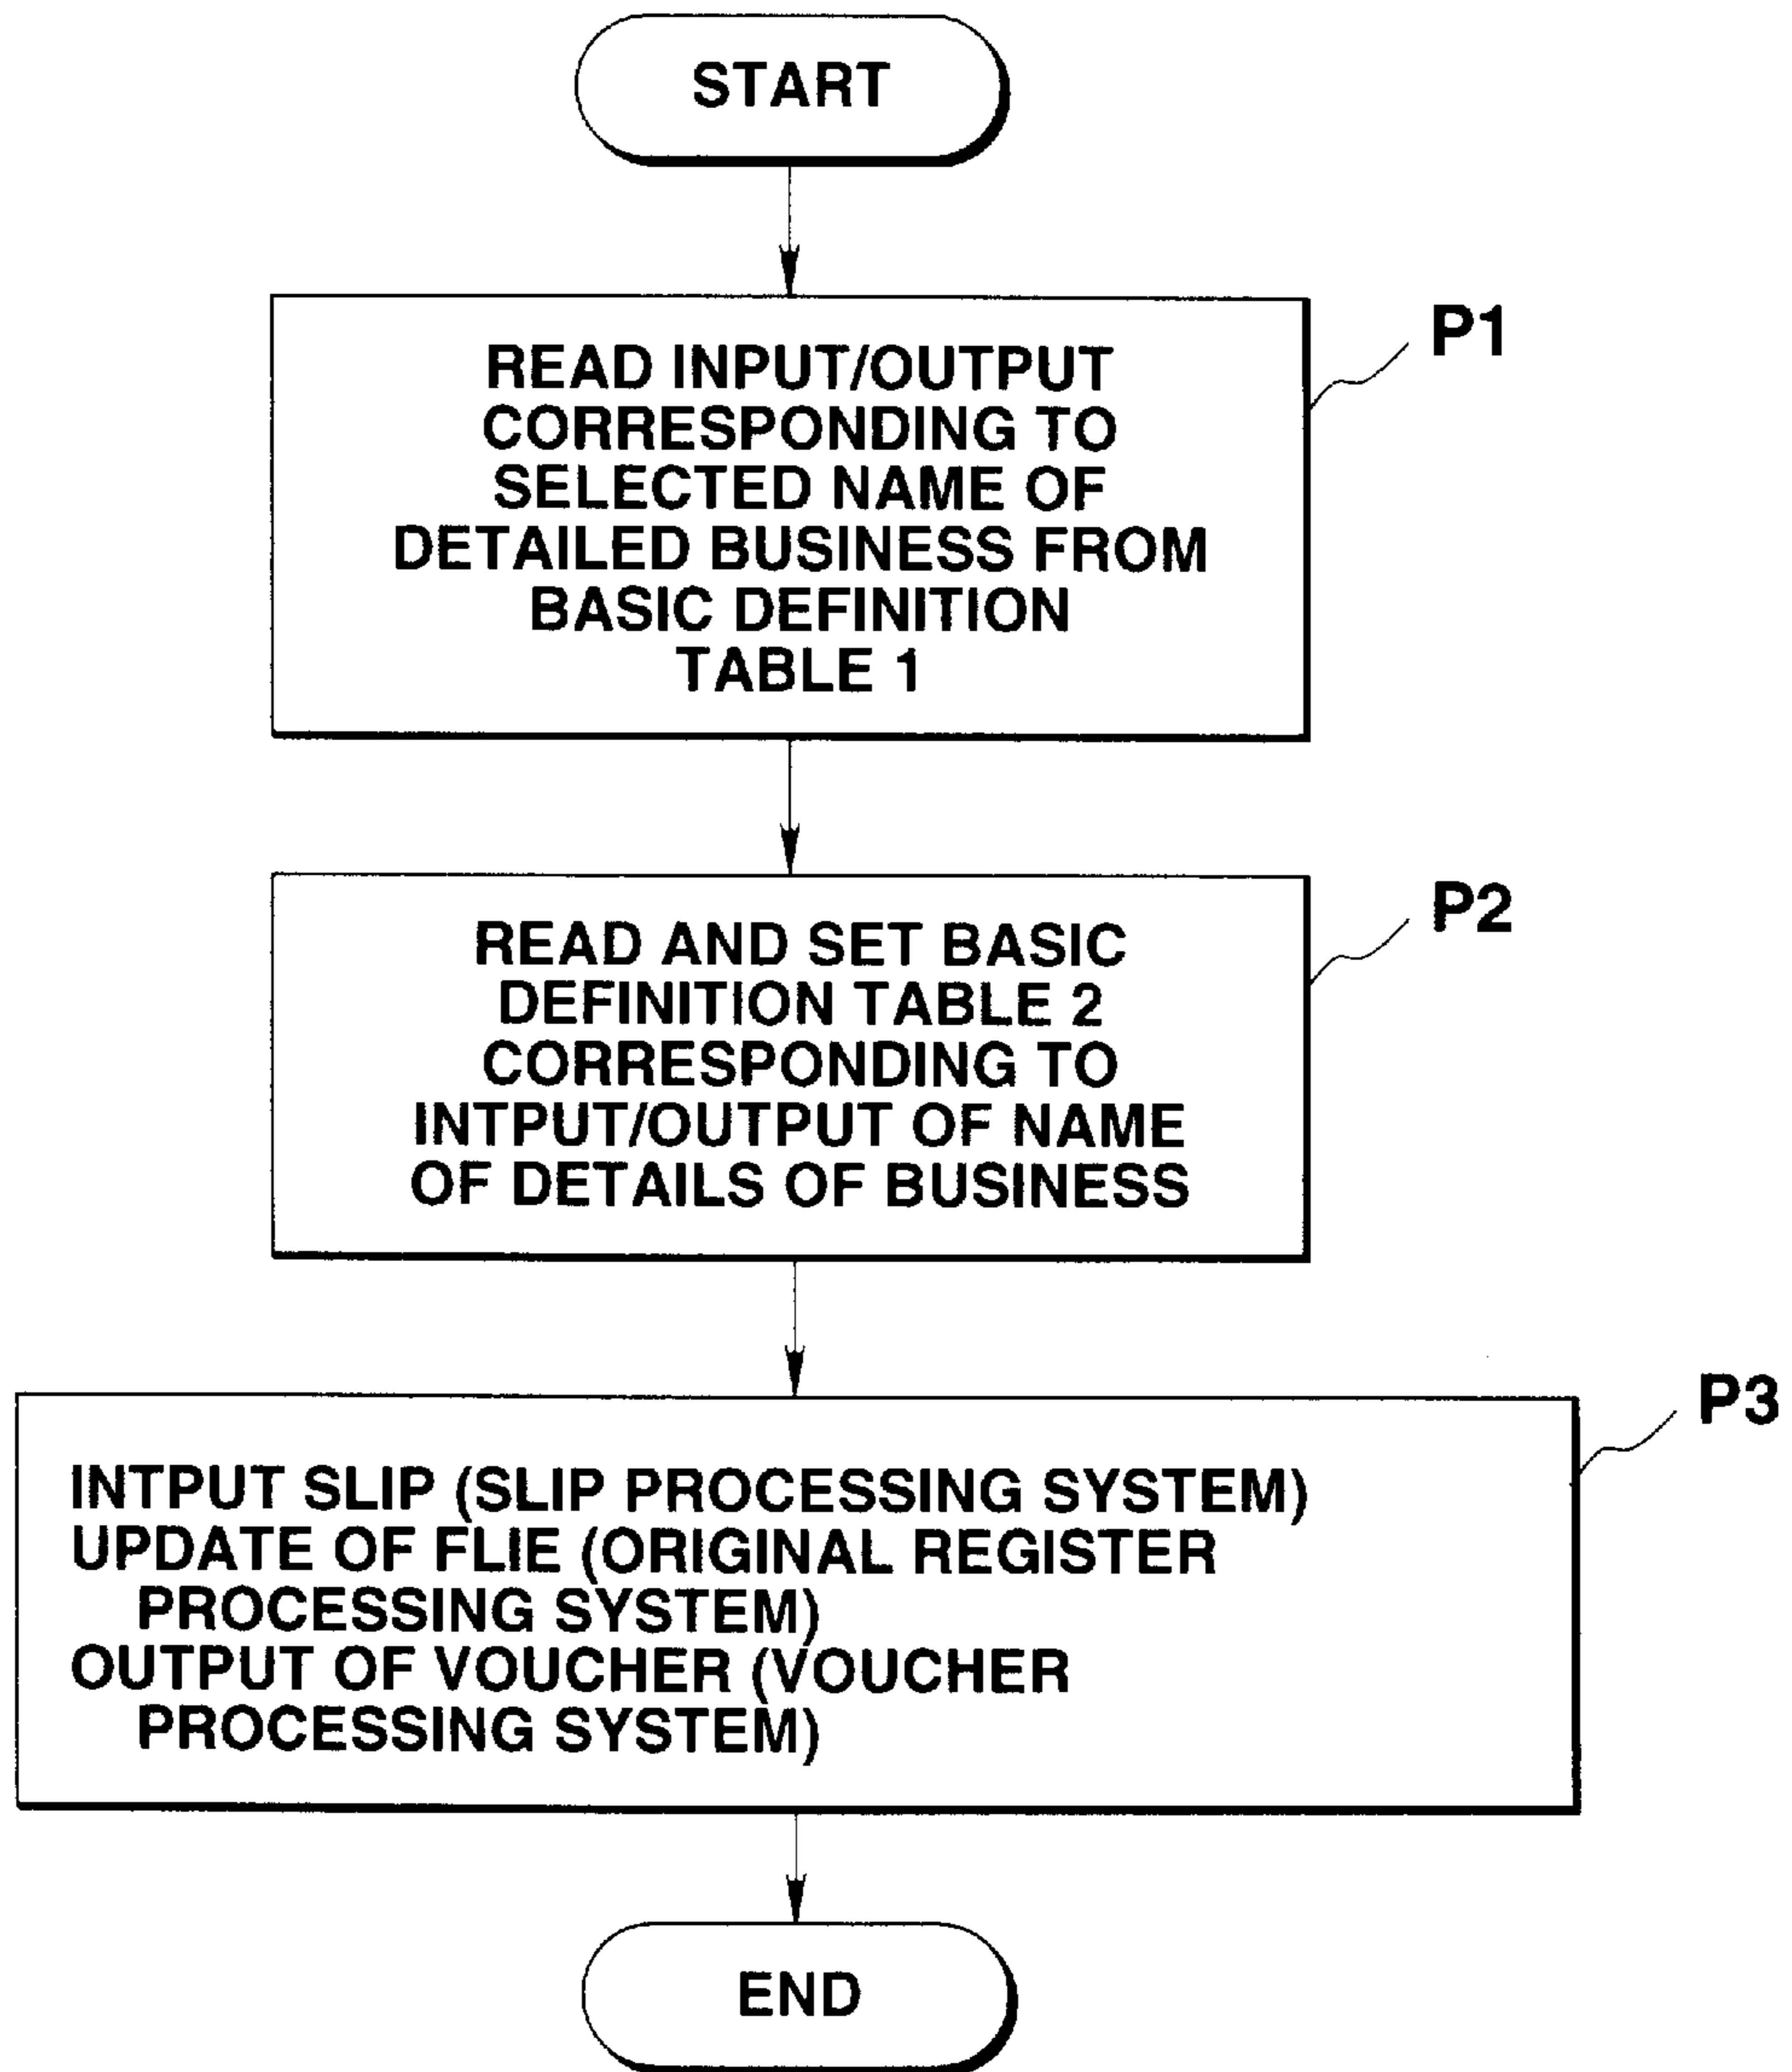 START
READ INPUT/OUTPUT
CORRESPONDING TO
SELECTED NAME OF
DETAILED BUSINESS FROM
BASIC DEFINITION
TABLE 1
P1
READ AND SET BASIC
DEFINITION TABLE 2
CORRESPONDING TO
INTPUT/OUTPUT OF NAME
OF DETAILS OF BUSINESS
P2
INTPUT SLIP (SLIP PROCESSING SYSTEM)
UPDATE OF FLIE (ORIGINAL REGISTER
PROCESSING SYSTEM)
OUTPUT OF VOUCHER (VOUCHER
PROCESSING SYSTEM)
P3
END